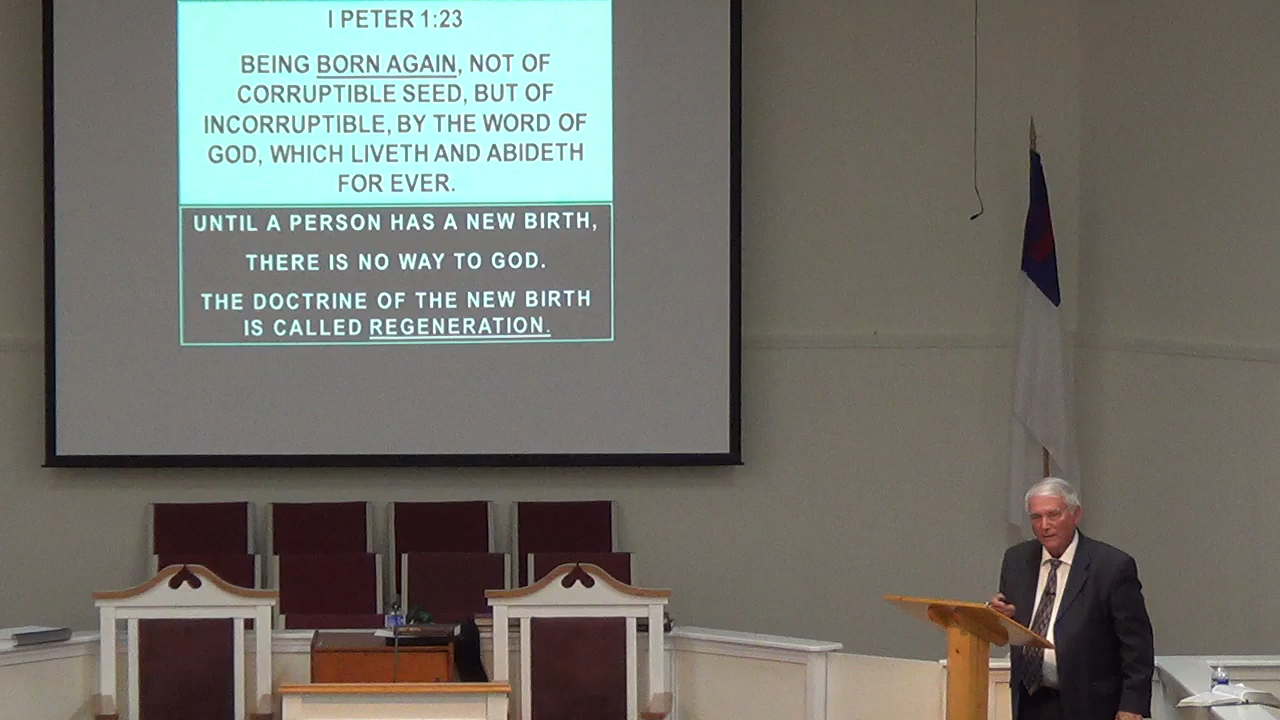 I PETER 1:23
BEING BORN AGAIN, NOT OF
CORRUPTIBLE SEED, BUT OF
INCORRUPTIBLE, BY THE WORD OF
GOD, WHICH LIVETH AND ABIDETH
FOR EVER.
UNTIL A PERSON HAS A NEW BIRTH,
THERE IS NO WAY TO GOD.
THE DOCTRINE OF THE NEW BIRTH
IS CALLED REGENERATION.